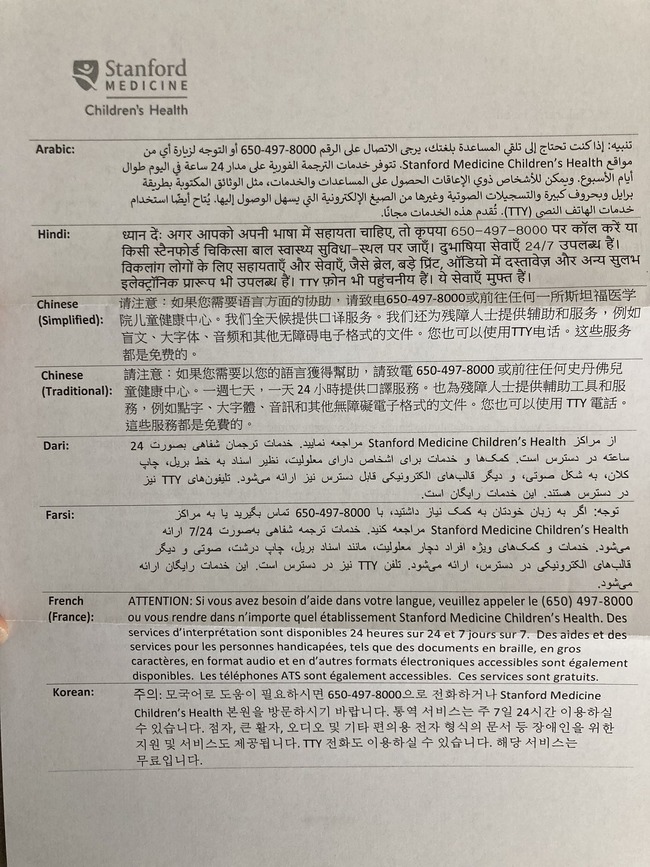 Stanford
MEDICINE
Children's Health
Arabic:
تنبيه: إذا كنت تحتاج إلى تلقي المساعدة بلغتك، يرجى الاتصال على الرقم 650-497-8000 أو التوجه لزيارة أي من
مواقع Stanford Medicine Children's Health. تتوفر خدمات الترجمة الفورية على مدار 24 ساعة في اليوم طوال
أيام الأسبوع. ويمكن للأشخاص ذوي الإعاقات الحصول على المساعدات والخدمات، مثل الوثائق المكتوبة بطريقة
برايل وبحروف كبيرة والتسجيلات الصوتية وغيرها من الصيغ الإلكترونية التي يسهل الوصول إليها. يُتاح أيضًا استخدام
خدمات الهاتف النصي (TTY). تُقدم هذه الخدمات مجانًا.
Hindi:
ध्यान दें: अगर आपको अपनी भाषा में सहायता चाहिए, तो कृपया 650-497-8000 पर कॉल करें या
किसी स्टैनफोर्ड चिकित्सा बाल स्वास्थ्य सुविधा-स्थल पर जाएँ। दुभाषिया सेवाएँ 24/7 उपलब्ध हैं।
विकलांग लोगों के लिए सहायताएँ और सेवाएँ, जैसे ब्रेल, बड़े प्रिंट, ऑडियो में दस्तावेज़ और अन्य सुलभ
इलेक्ट्रॉनिक प्रारूप भी उपलब्ध हैं। TTY फ़ोन भी पहुंचनीय हैं। ये सेवाएँ मुफ्त हैं।
Chinese
(Simplified):
请注意：如果您需要语言方面的协助，请致电650-497-8000或前往任何一所斯坦福医学
院儿童健康中心。我们全天候提供口译服务。我们还为残障人士提供辅助和服务，例如
盲文、大字体、音频和其他无障碍电子格式的文件。您也可以使用TTY电话。这些服务
都是免费的。
Chinese
(Traditional):
請注意：如果您需要以您的語言獲得幫助，請致電 650-497-8000 或前往任何史丹佛兒
童健康中心。一週七天，一天 24 小時提供口譯服務。也為殘障人士提供輔助工具和服
務，例如點字、大字體、音訊和其他無障礙電子格式的文件。您也可以使用 TTY 電話。
這些服務都是免費的。
Dari:
از مراکز Stanford Medicine Children's Health مراجعه نمایید. خدمات ترجمان شفاهی بصورت 24
ساعته در دسترس است. کمک‌ها و خدمات برای اشخاص دارای معلولیت، نظیر اسناد به خط بریل، چاپ
کلان، به شکل صوتی، و دیگر قالب‌های الکترونیکی قابل دسترس نیز ارائه می‌شود. تلیفون‌های TTY نیز
در دسترس هستند. این خدمات رایگان است.
Farsi:
توجه: اگر به زبان خودتان به کمک نیاز داشتید، با 650-497-8000 تماس بگیرید یا به مراکز
Stanford Medicine Children's Health مراجعه کنید. خدمات ترجمه شفاهی به‌صورت 7/24 ارائه
می‌شود. خدمات و کمک‌های ویژه افراد دچار معلولیت، مانند اسناد بریل، چاپ درشت، صوتی و دیگر
قالب‌های الکترونیکی در دسترس، ارائه می‌شود. تلفن TTY نیز در دسترس است. این خدمات رایگان ارائه
می‌شود.
French
(France):
ATTENTION: Si vous avez besoin d'aide dans votre langue, veuillez appeler le (650) 497-8000
ou vous rendre dans n'importe quel établissement Stanford Medicine Children's Health. Des
services d'interprétation sont disponibles 24 heures sur 24 et 7 jours sur 7. Des aides et des
services pour les personnes handicapées, tels que des documents en braille, en gros
caractères, en format audio et en d'autres formats électroniques accessibles sont également
disponibles. Les téléphones ATS sont également accessibles. Ces services sont gratuits.
Korean:
주의: 모국어로 도움이 필요하시면 650-497-8000으로 전화하거나 Stanford Medicine
Children's Health 본원을 방문하시기 바랍니다. 통역 서비스는 주 7일 24시간 이용하실
수 있습니다. 점자, 큰 활자, 오디오 및 기타 편의용 전자 형식의 문서 등 장애인을 위한
지원 및 서비스도 제공됩니다. TTY 전화도 이용하실 수 있습니다. 해당 서비스는
무료입니다.